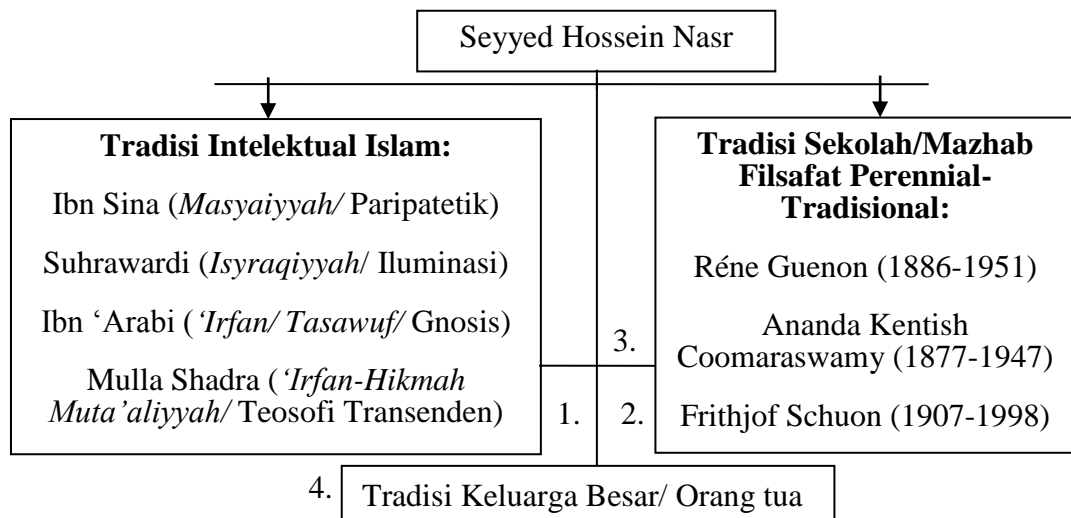 Seyyed Hossein Nasr
Tradisi Intelektual Islam:
Ibn Sina (Masyaiyyah/ Paripatetik)
Suhrawardi (Isyraqiyyah/ Iluminasi)
Ibn ‘Arabi (‘Irfan/ Tasawuf/ Gnosis)
Mulla Shadra (‘Irfan-Hikmah
Muta’aliyyah/ Teosofi Transenden)
Tradisi Sekolah/Mazhab
Filsafat Perennial-
Tradisional:
Réne Guenon (1886-1951)
Ananda Kentish
Coomaraswamy (1877-1947)
Frithjof Schuon (1907-1998)
3.
1.
2.
4.
Tradisi Keluarga Besar/ Orang tua